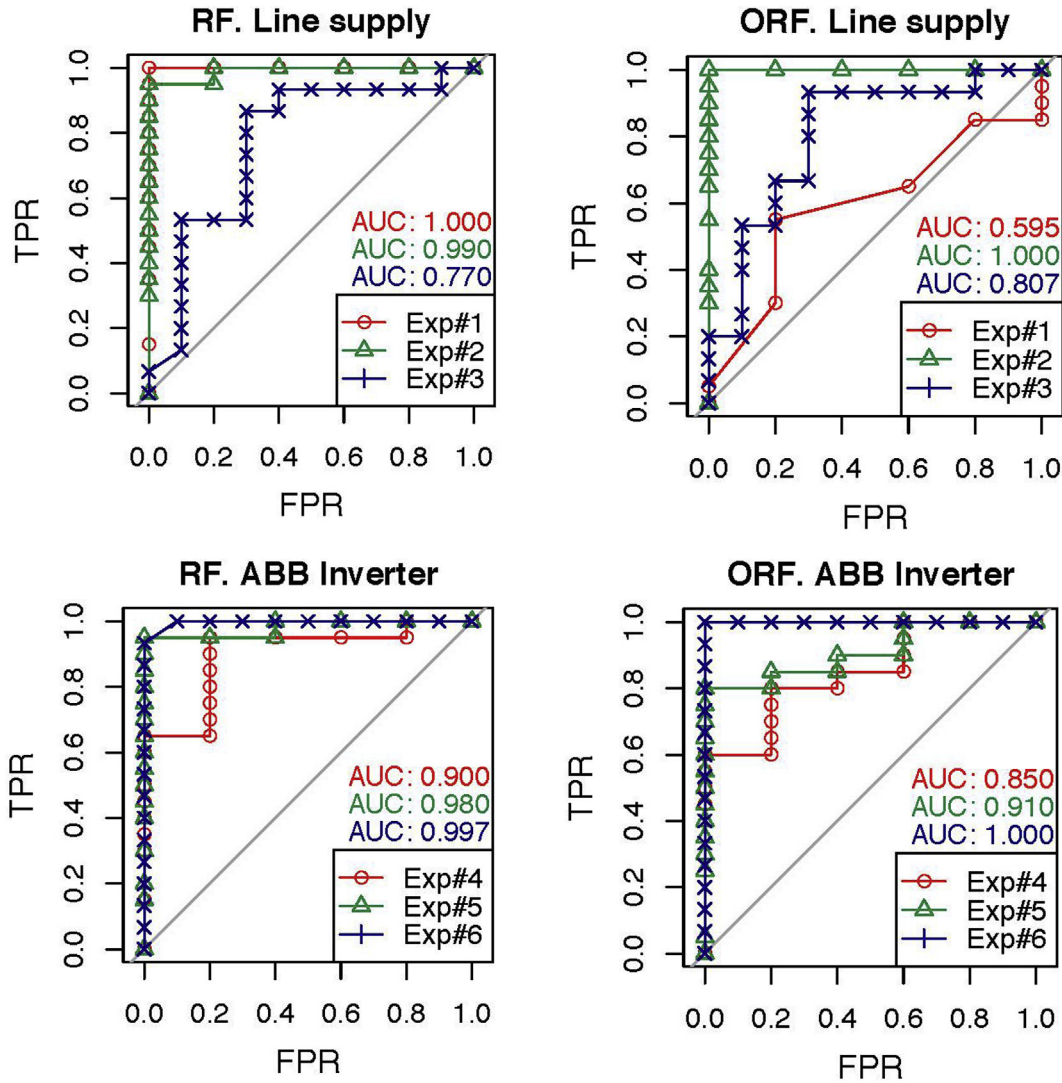 RF. Line supply
TPR
0.0 0.2 0.4 0.6 0.8 1.0
AUC: 1.000
AUC: 0.990
AUC: 0.770
Exp#1
Exp#2
Exp#3
0.0 0.2 0.4 0.6 0.8 1.0
FPR
ORF. Line supply
TPR
0.0 0.2 0.4 0.6 0.8 1.0
AUC: 0.595
AUC: 1.000
AUC: 0.807
Exp#1
Exp#2
Exp#3
0.0 0.2 0.4 0.6 0.8 1.0
FPR
RF. ABB Inverter
TPR
0.0 0.2 0.4 0.6 0.8 1.0
AUC: 0.900
AUC: 0.980
AUC: 0.997
Exp#4
Exp#5
Exp#6
0.0 0.2 0.4 0.6 0.8 1.0
FPR
ORF. ABB Inverter
TPR
0.0 0.2 0.4 0.6 0.8 1.0
AUC: 0.850
AUC: 0.910
AUC: 1.000
Exp#4
Exp#5
Exp#6
0.0 0.2 0.4 0.6 0.8 1.0
FPR